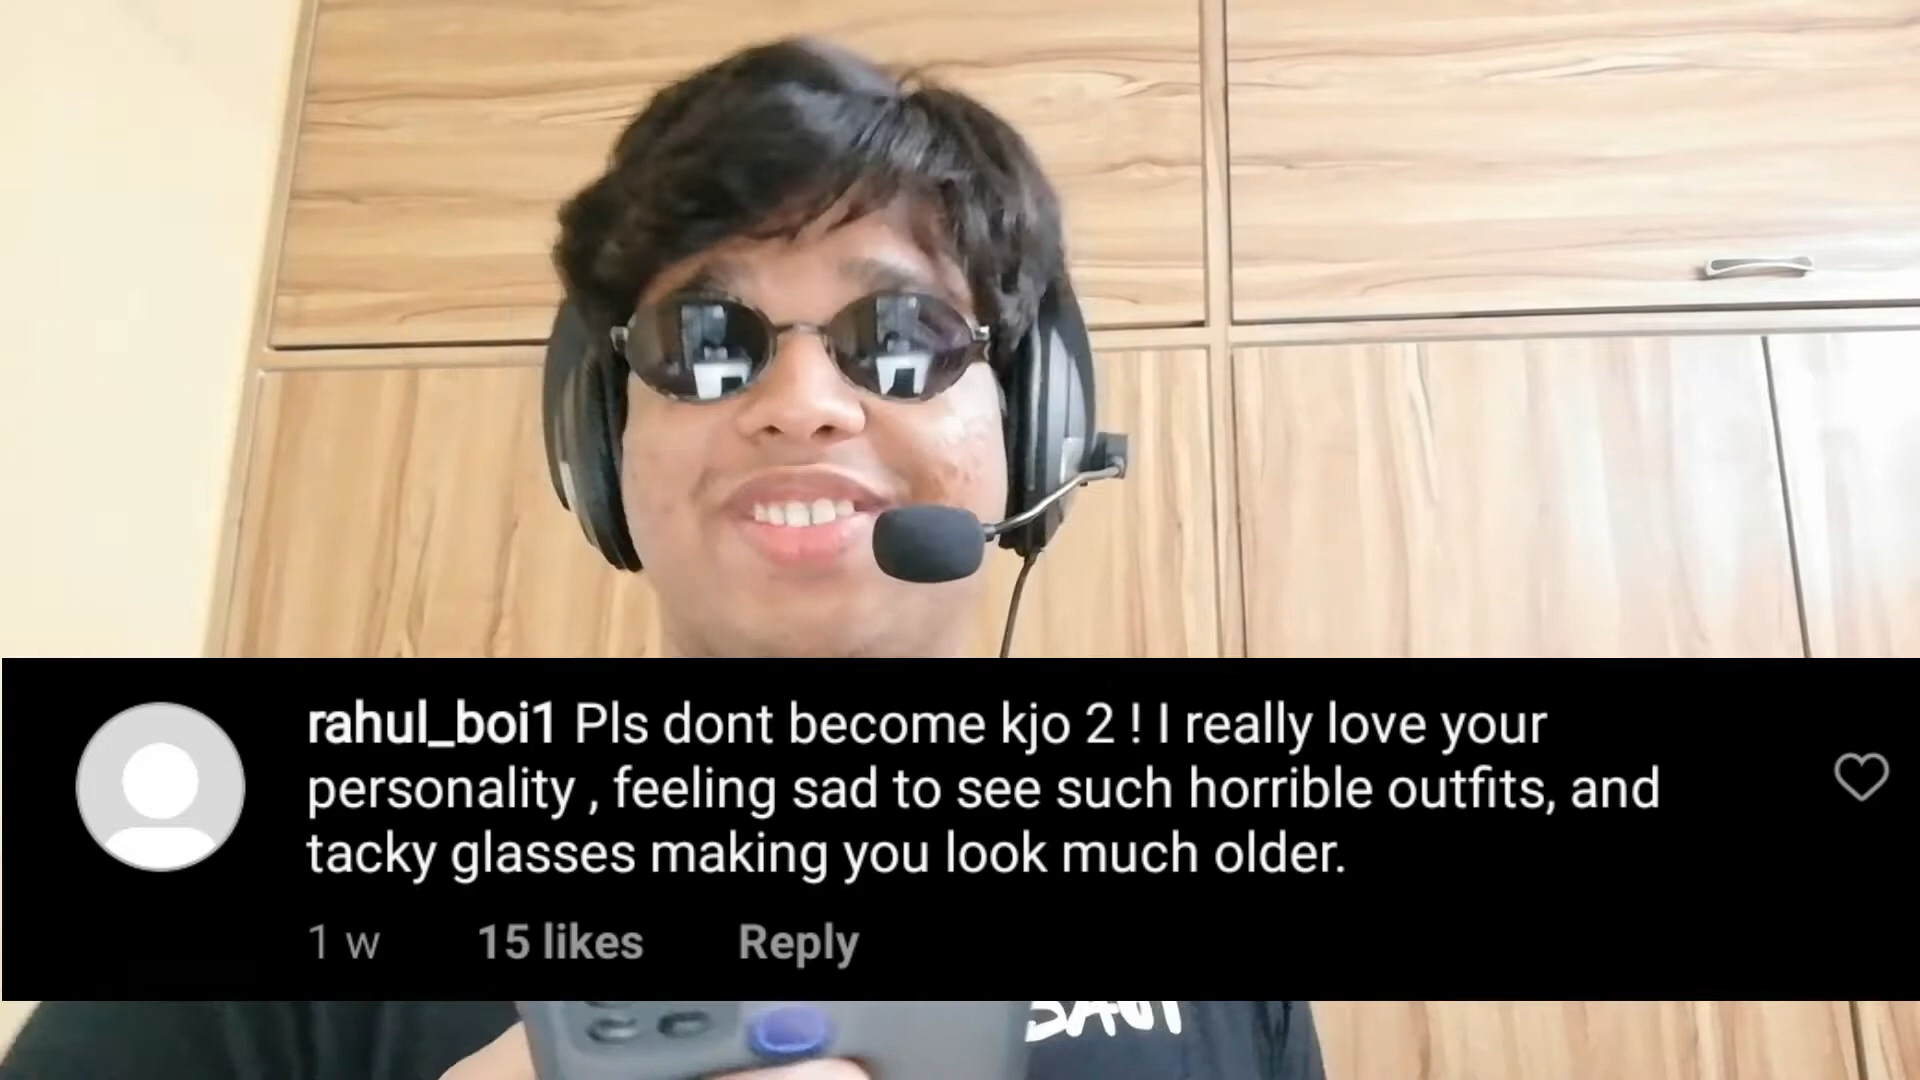 rahul_boi1 Pls dont become kjo 2 ! I really love your
personality , feeling sad to see such horrible outfits, and
tacky glasses making you look much older.
1 w 15 likes Reply